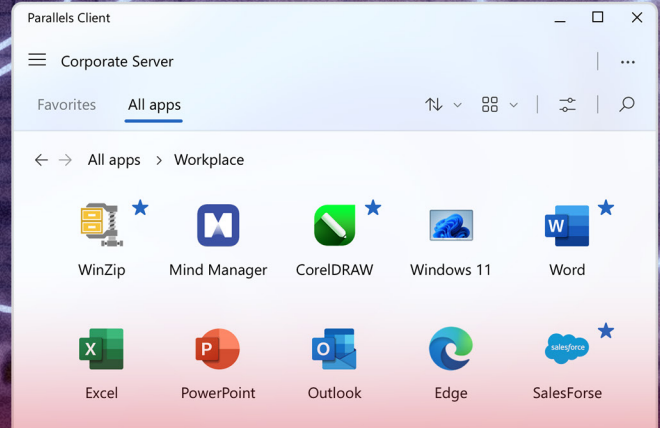 Parallels Client
Corporate Server
Favorites All apps
All apps > Workplace
WinZip Mind Manager CorelDRAW Windows 11 W Word
X P O salesforce
Excel PowerPoint Outlook Edge SalesForse